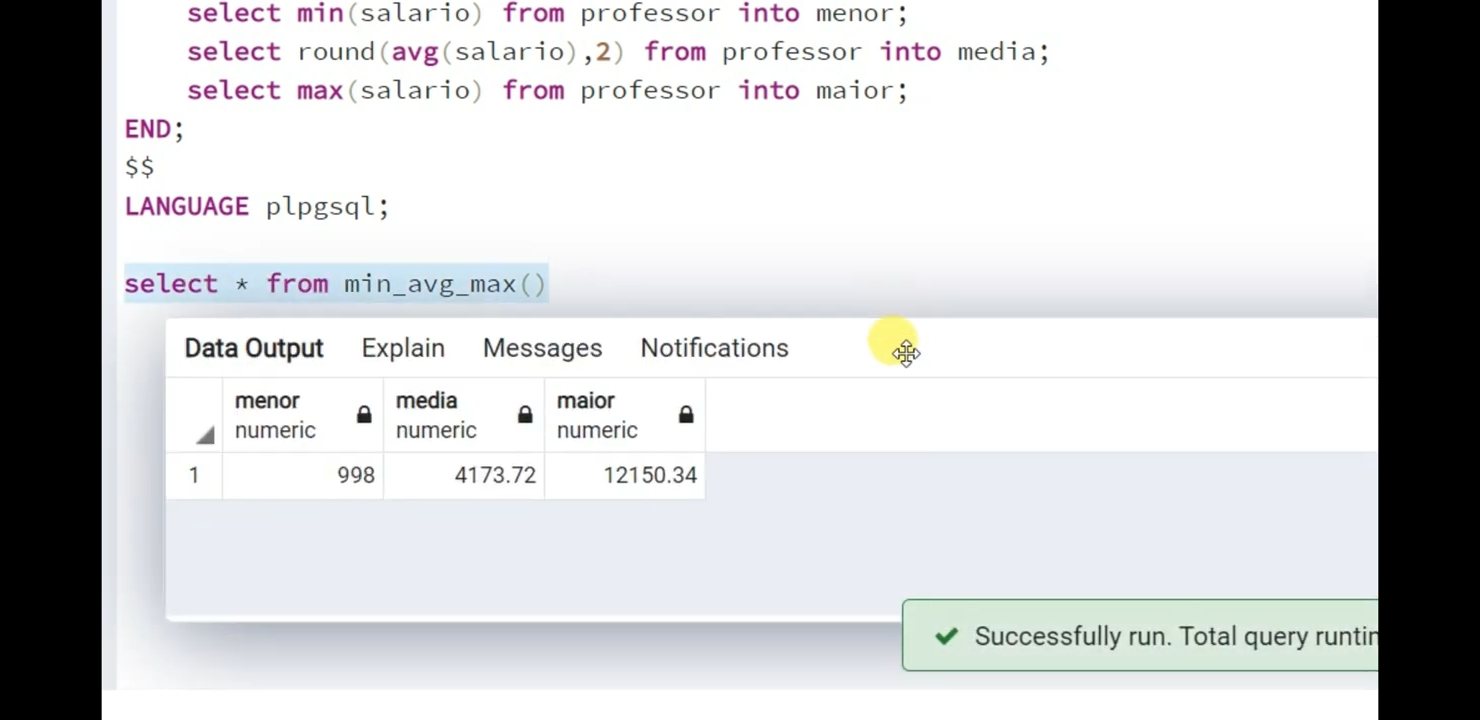 select min(salario) from professor into menor;
select round(avg(salario),2) from professor into media;
select max(salario) from professor into maior;
END;
$$
LANGUAGE plpgsql;
select * from min_avg_max()
Data Output Explain Messages Notifications
menor media maior
numeric numeric numeric
1 998 4173.72 12150.34
Successfully run. Total query